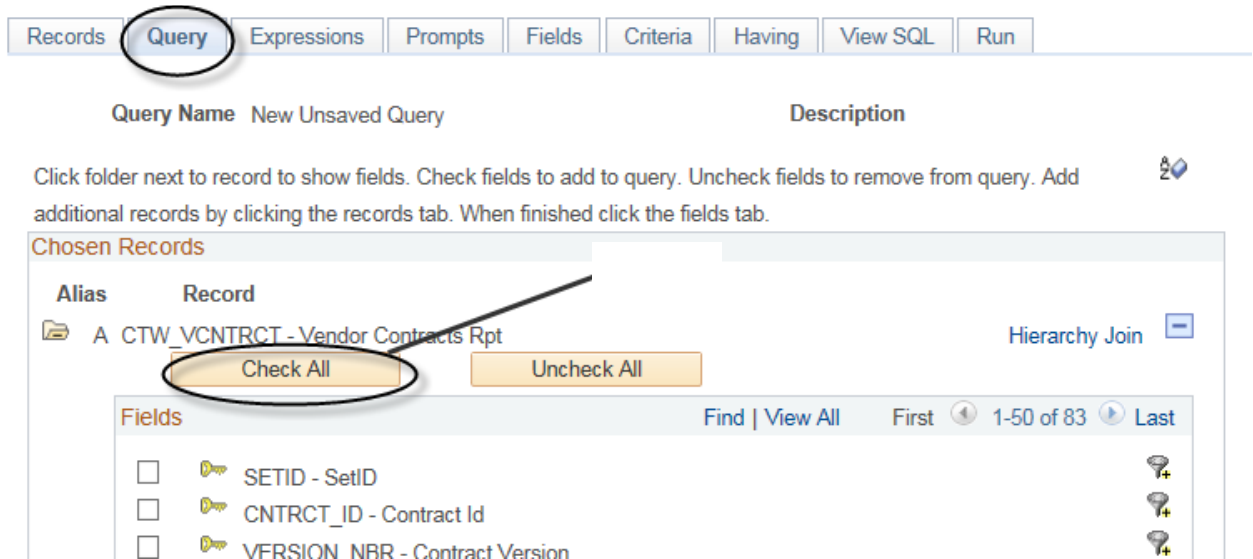 Records Query Expressions Prompts Fields Criteria Having View SQL Run
Query Name New Unsaved Query Description
Click folder next to record to show fields. Check fields to add to query. Uncheck fields to remove from query. Add
additional records by clicking the records tab. When finished click the fields tab.
Chosen Records
Alias Record
A CTW_VCNTRCT - Vendor Contracts Rpt Hierarchy Join
Check All Uncheck All
Fields Find | View All First 1-50 of 83 Last
SETID - SetID
CNTRCT_ID - Contract Id
VERSION_NBR - Contract Version